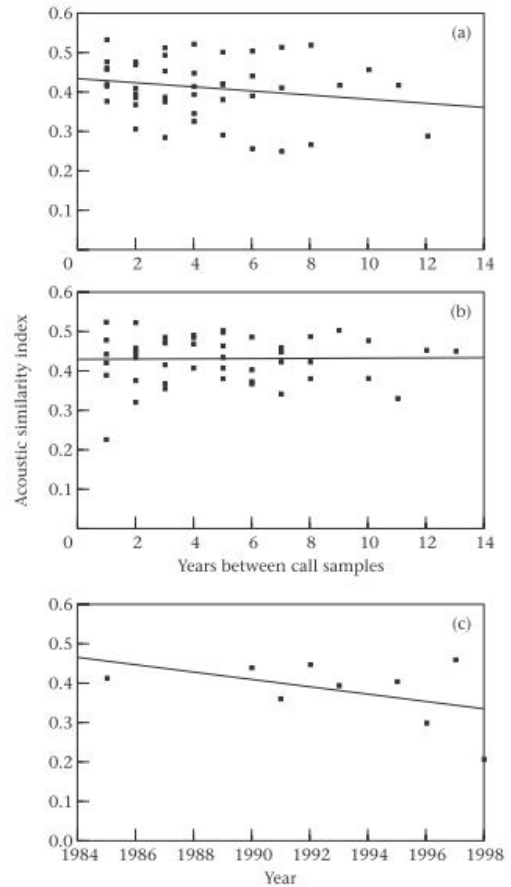 0.6
(a)
0.5
0.4
0.3
0.2
0.1
0 2 4 6 8 10 12 14
0.6
(b)
0.5
0.4
0.3
0.2
0.1
0 2 4 6 8 10 12 14
Years between call samples
Acoustic similarity index
0.6
(c)
0.5
0.4
0.3
0.2
0.1
0.0
1984 1986 1988 1990 1992 1994 1996 1998
Year